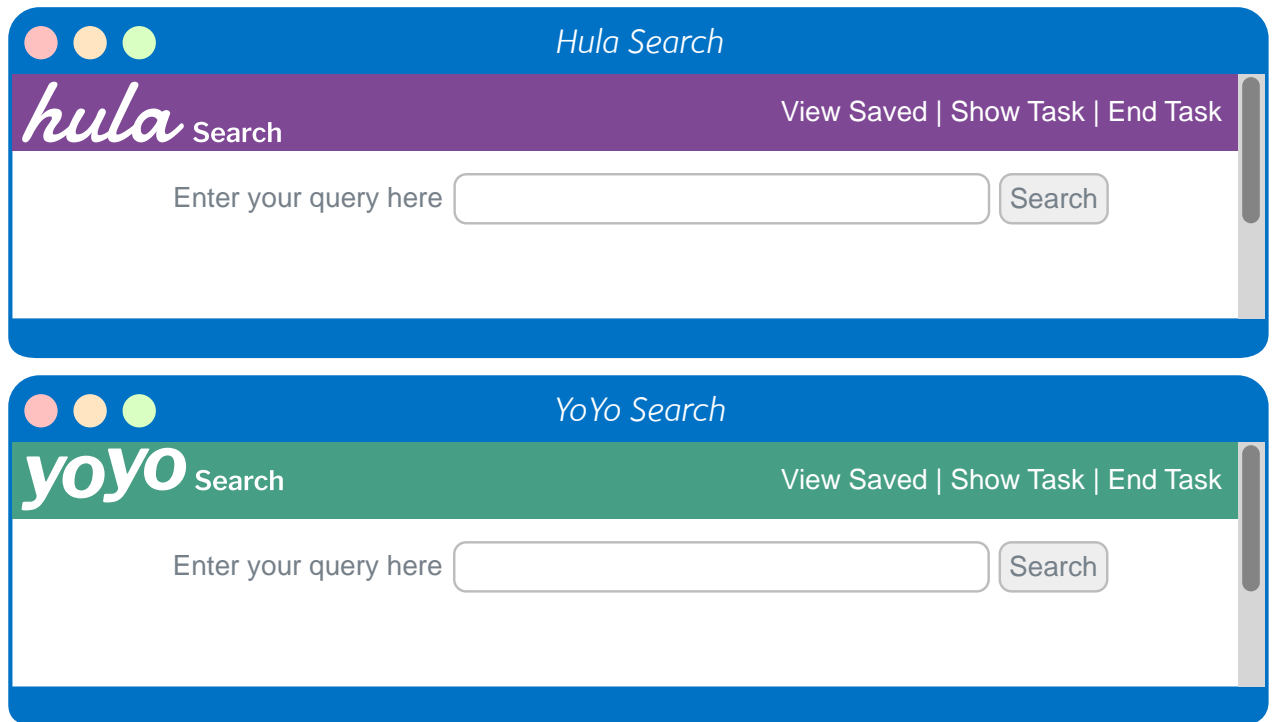 Hula Search
hula Search View Saved | Show Task | End Task
Enter your query here Search
YoYo Search
yoyo Search View Saved | Show Task | End Task
Enter your query here Search